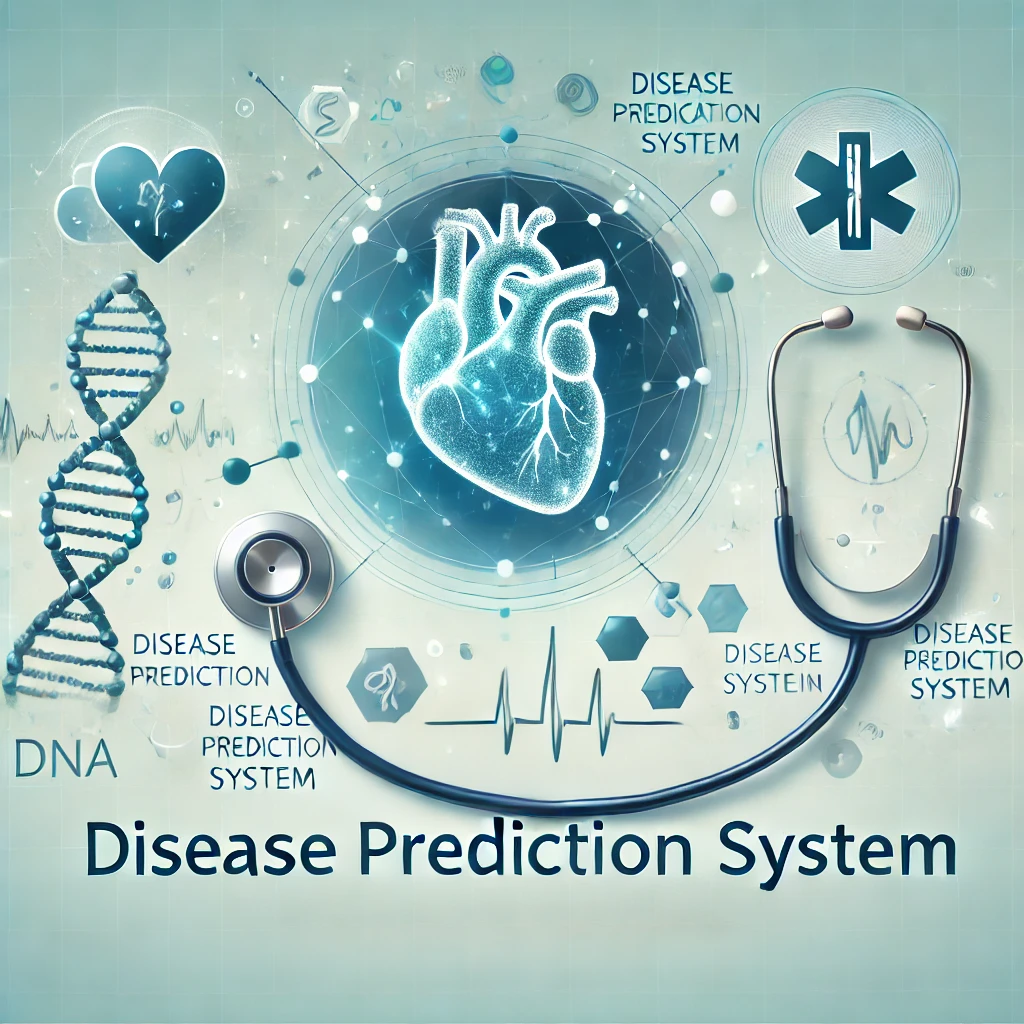 DISEASE
PREDICATION
SYSTEM
DISEASE
PREDICTION
DISEASE
PREDICTION
SYSTEM
DISEASE
SYSTEIN
DISEASE
PREDICTIO
SYSTEM
DNA
Disease Prediction System